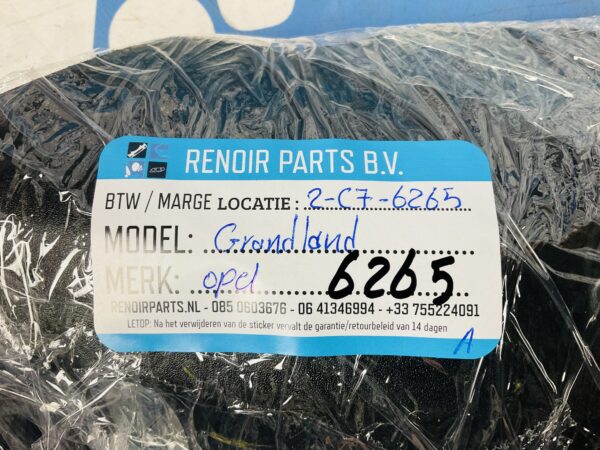 RENOIR PARTS B.V.
BTW / MARGE LOCATIE : 2-C7-6265
MODEL: Grandland
MERK: opel 6265
RENOIRPARTS.NL - 085 0603676 - 06 41346994 - +33 755224091
LETOP: Na het verwijderen van de sticker vervalt de garantie/retourbeleid van 14 dagen
A